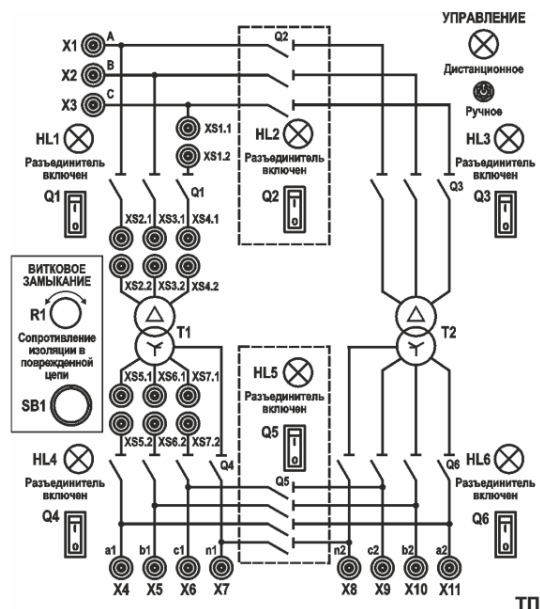 УПРАВЛЕНИЕ
Дистанционное
Ручное
X1 A
X2 B
X3 C
Q2
XS1.1
XS1.2
HL1
Разъединитель
включен
Q1
HL2
Разъединитель
включен
Q2
HL3
Разъединитель
включен
Q3
Q1
Q3
XS2.1 XS3.1 XS4.1
XS2.2 XS3.2 XS4.2
ВИТКОВОЕ
ЗАМЫКАНИЕ
R1
Сопротивление
изоляции в
поврежденной
цепи
SB1
T1
T2
XS5.1 XS6.1 XS7.1
XS5.2 XS6.2 XS7.2
HL5
Разъединитель
включен
Q5
HL4
Разъединитель
включен
Q4
Q4
Q5
Q6
HL6
Разъединитель
включен
Q6
a1 b1 c1 n1 n2 c2 b2 a2
X4 X5 X6 X7 X8 X9 X10 X11
ТП